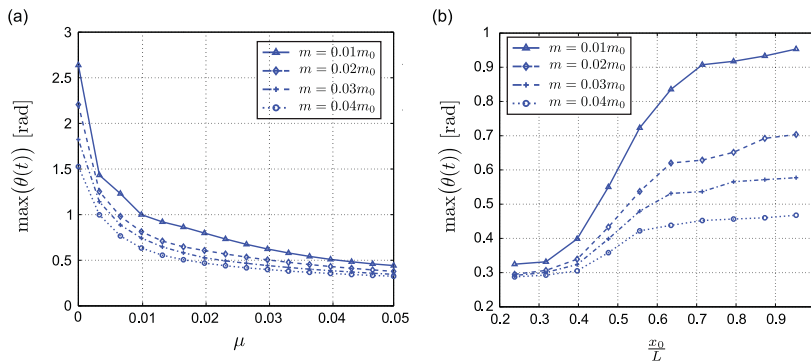 (a)
max(θ(t)) [rad]
3
2.5
2
1.5
1
0.5
0
0
0.01
0.02
0.03
0.04
0.05
μ
m = 0.01m₀
m = 0.02m₀
m = 0.03m₀
m = 0.04m₀
(b)
max(θ(t)) [rad]
1
0.9
0.8
0.7
0.6
0.5
0.4
0.3
0.2
0.2
0.3
0.4
0.5
0.6
0.7
0.8
0.9
x₀
L
m = 0.01m₀
m = 0.02m₀
m = 0.03m₀
m = 0.04m₀